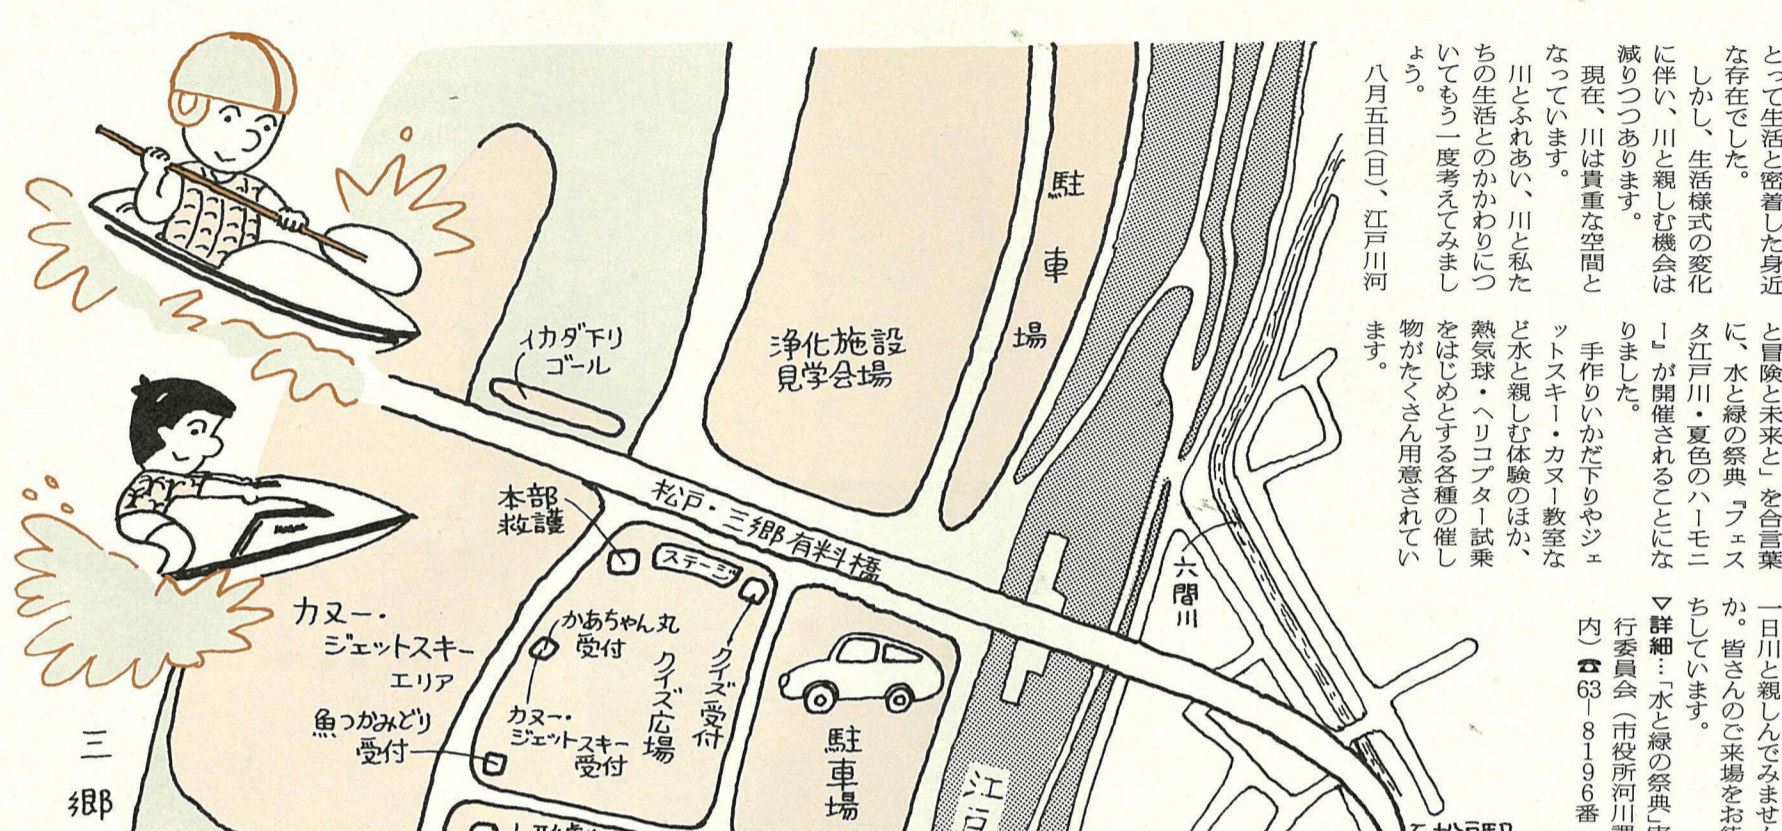 とって生活と密着した身近
な存在でした。
しかし、生活様式の変化
に伴い、川と親しむ機会は
減りつつあります。
現在、川は貴重な空間と
なっています。
川とふれあい、川と私た
ちの生活とのかかわりにつ
いてもう一度考えてみまし
ょう。
八月五日(日)、江戸川河
と冒険と未来と」を合言葉
に、水と緑の祭典『フェス
タ江戸川・夏色のハーモニ
ー』が開催されることにな
りました。
手作りいかだ下りやジェ
ットスキー・カヌー教室な
ど水と親しむ体験のほか、
熱気球・ヘリコプター試乗
をはじめとする各種の催し
物がたくさん用意されてい
ます。
一日川と親しんでみません
か。皆さんのご来場をお待
ちしています。
▽詳細…「水と緑の祭典」実
行委員会(市役所河川課
内)☎63―8196番
駐車場
浄化施設
見学会場
イカダ下り
ゴール
松戸・三郷有料橋
本部
救護
ステージ
かあちゃん丸
受付
クイズ受付
クイズ広場
カヌー・
ジェットスキー
受付
カヌー・
ジェットスキー
エリア
魚つかみどり
受付
駐車場
六間川
三郷
江戸